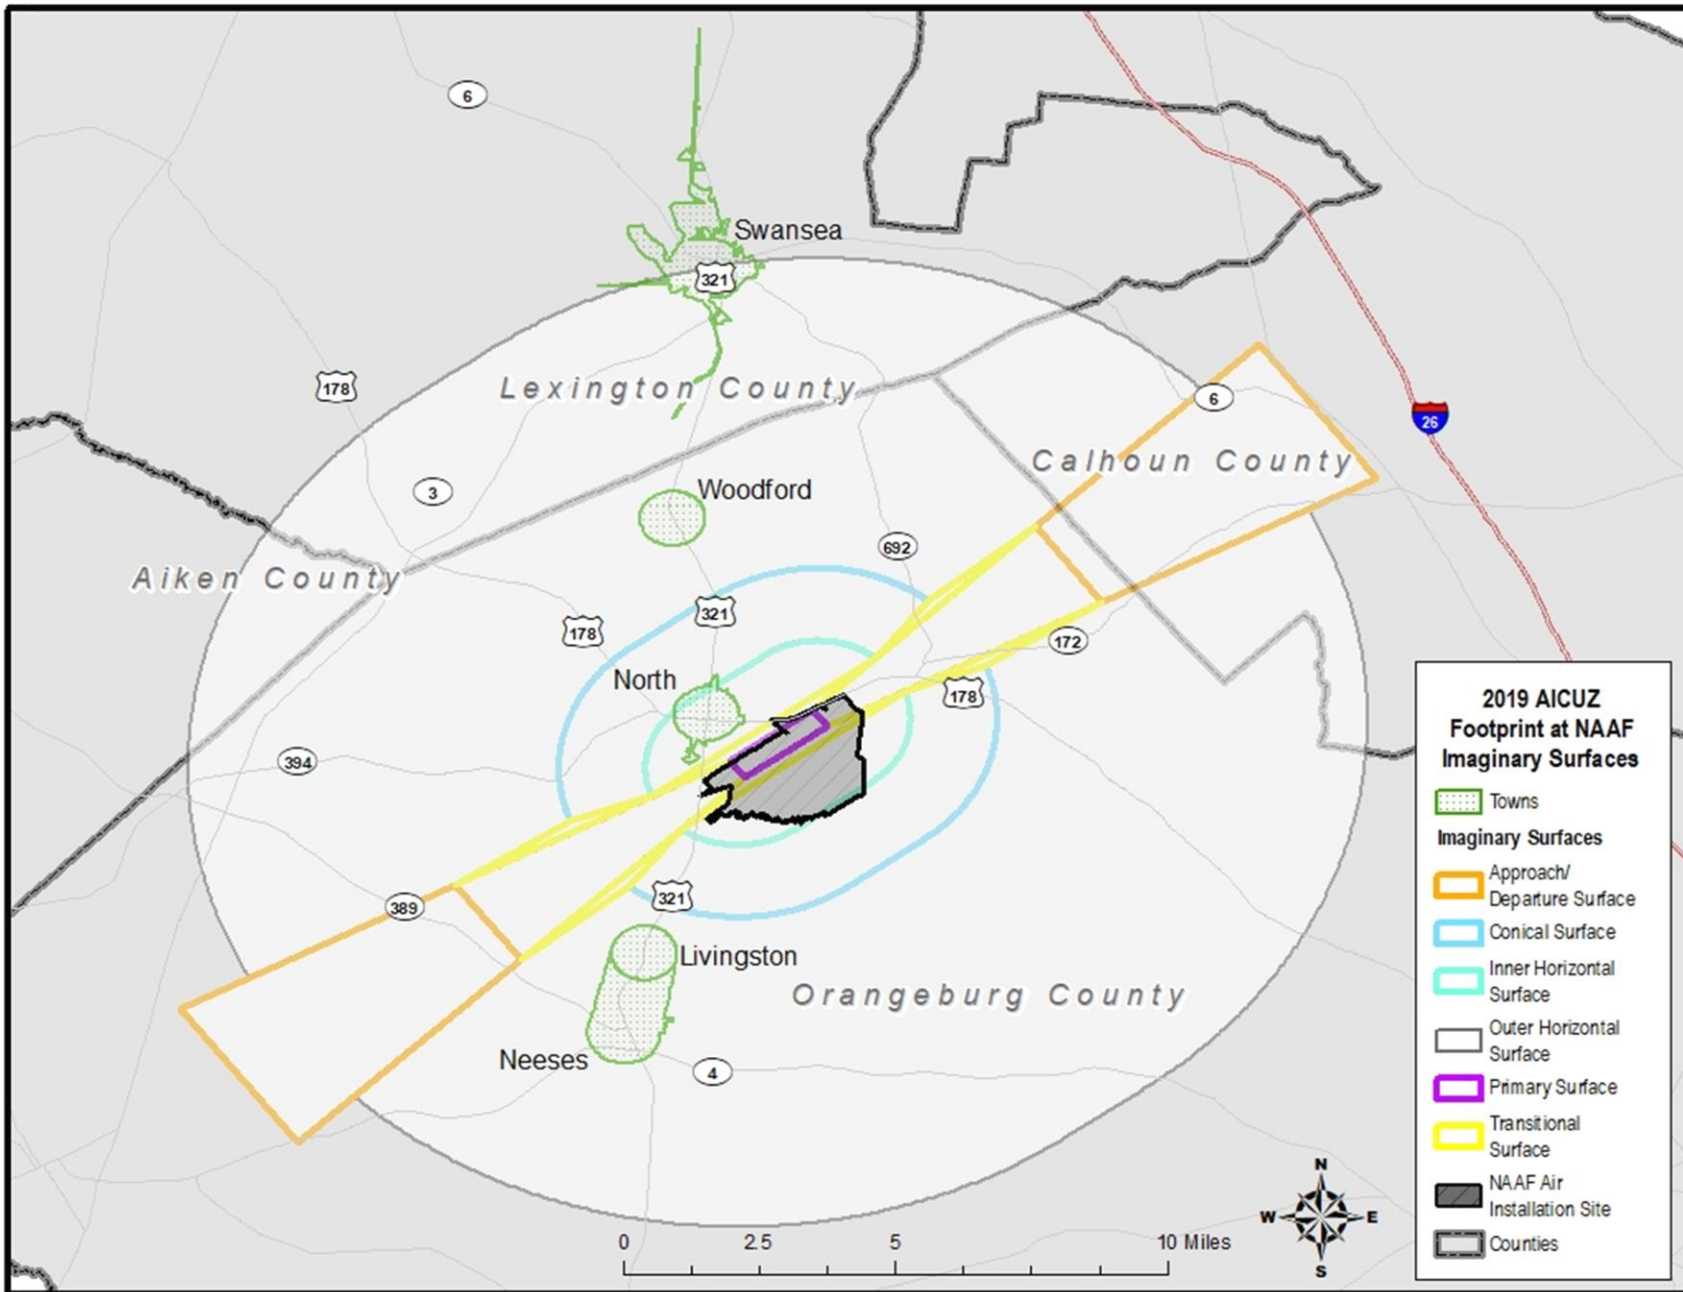 6
Swansea
321
178
Lexington County
6
26
Calhoun County
3
Woodford
692
Aiken County
321
178
172
North
178
394
389
321
Livingston
Orangeburg County
Neeses
4
2019 AICUZ
Footprint at NAAF
Imaginary Surfaces
Towns
Imaginary Surfaces
Approach/
Departure Surface
Conical Surface
Inner Horizontal
Surface
Outer Horizontal
Surface
Primary Surface
Transitional
Surface
NAAF Air
Installation Site
Counties
N
W E
S
0 2.5 5 10 Miles